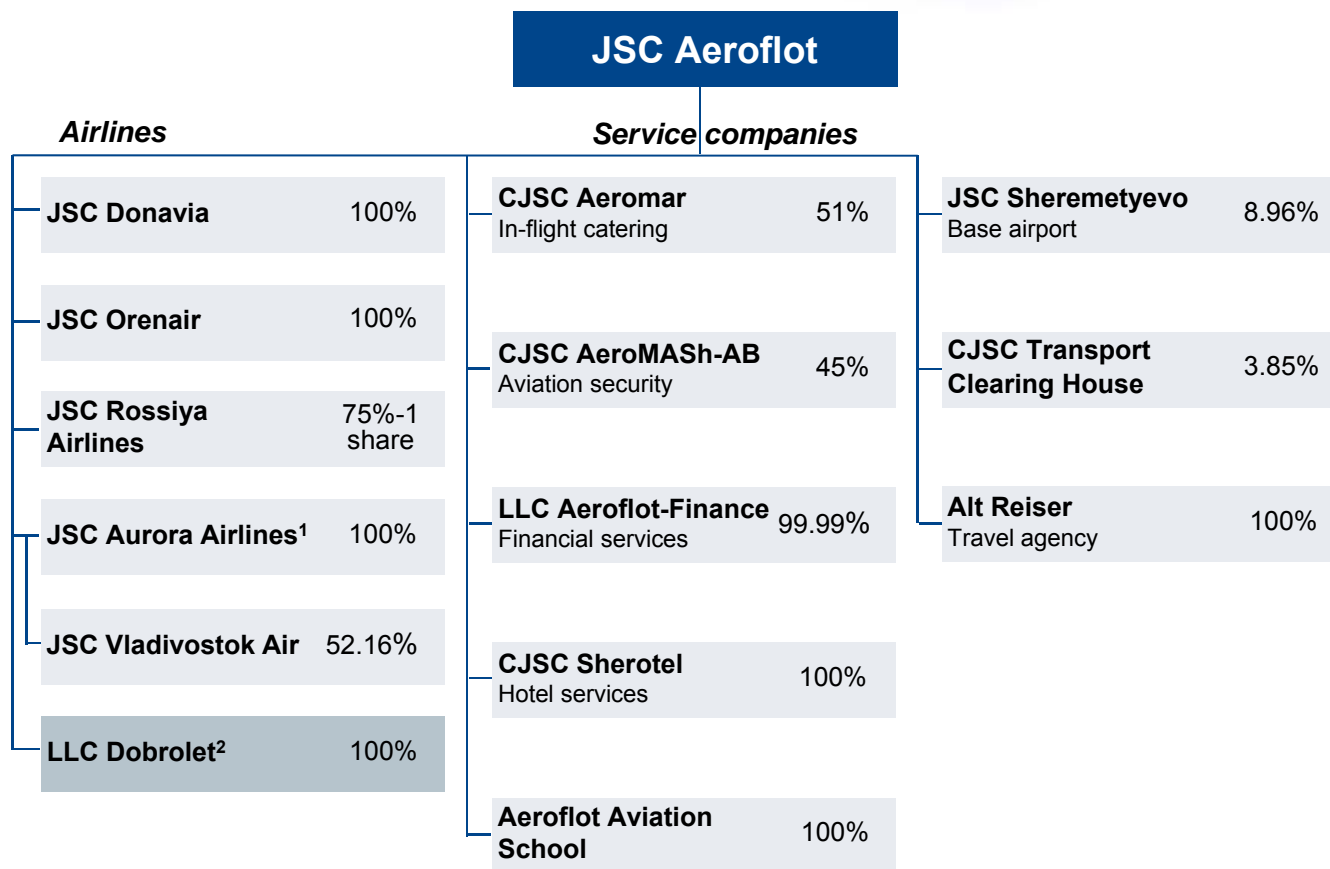 JSC Aeroflot
Airlines
Service companies
JSC Donavia 100%
JSC Orenair 100%
JSC Rossiya
Airlines
75%-1
share
JSC Aurora Airlines¹ 100%
JSC Vladivostok Air 52.16%
LLC Dobrolet² 100%
CJSC Aeromar
In-flight catering
51%
CJSC AeroMASh-AB
Aviation security
45%
LLC Aeroflot-Finance
Financial services
99.99%
CJSC Sherotel
Hotel services
100%
Aeroflot Aviation
School
100%
JSC Sheremetyevo
Base airport
8.96%
CJSC Transport
Clearing House
3.85%
Alt Reiser
Travel agency
100%